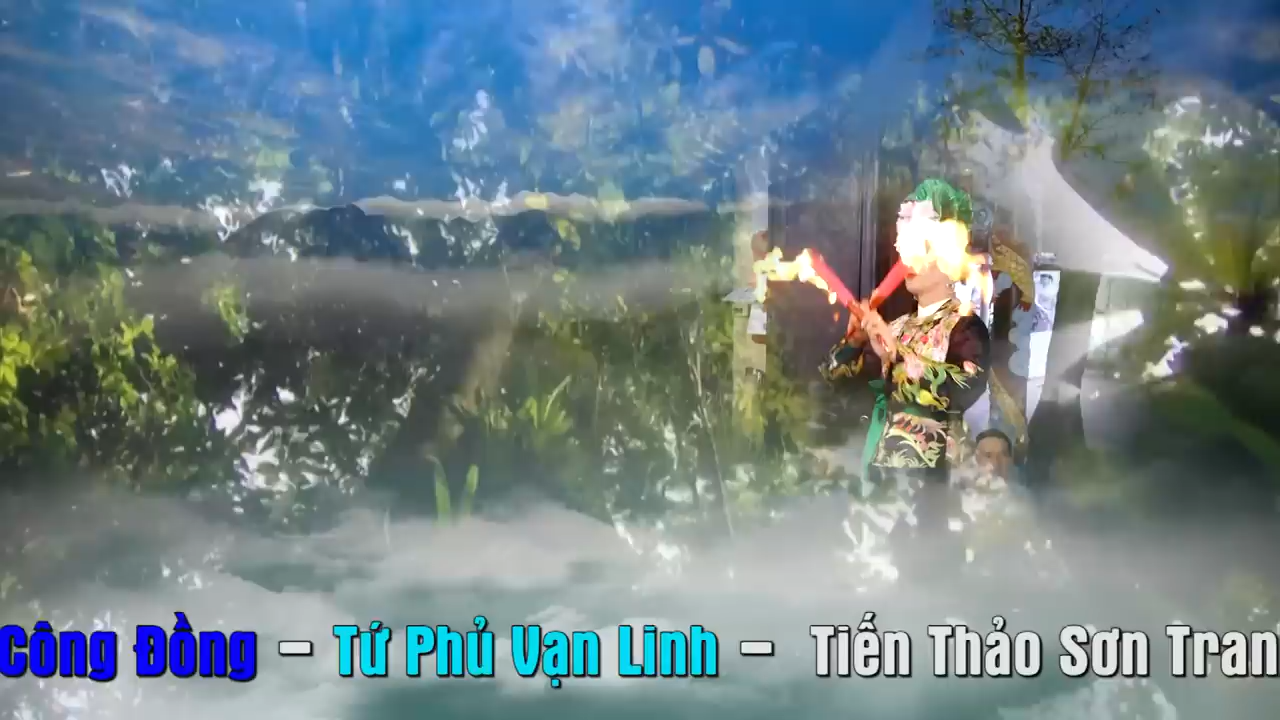 Công Đồng – Tứ Phủ Vạn Linh – Tiến Thảo Sơn Tran